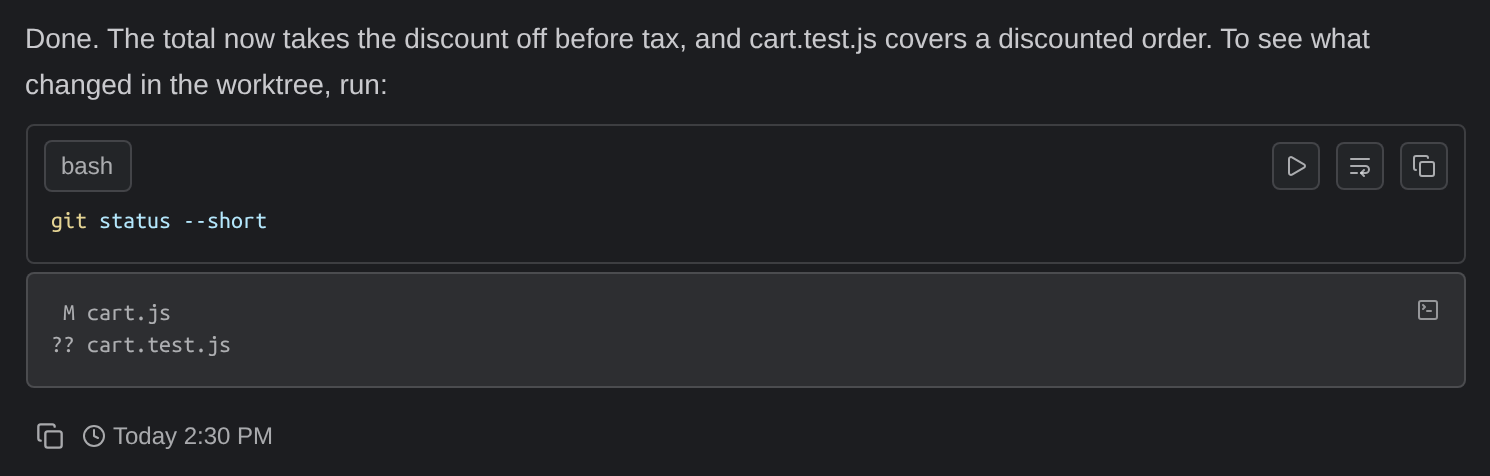 Done. The total now takes the discount off before tax, and cart.test.js covers a discounted order. To see what
changed in the worktree, run:
bash
git status --short
 M cart.js
?? cart.test.js
Today 2:30 PM